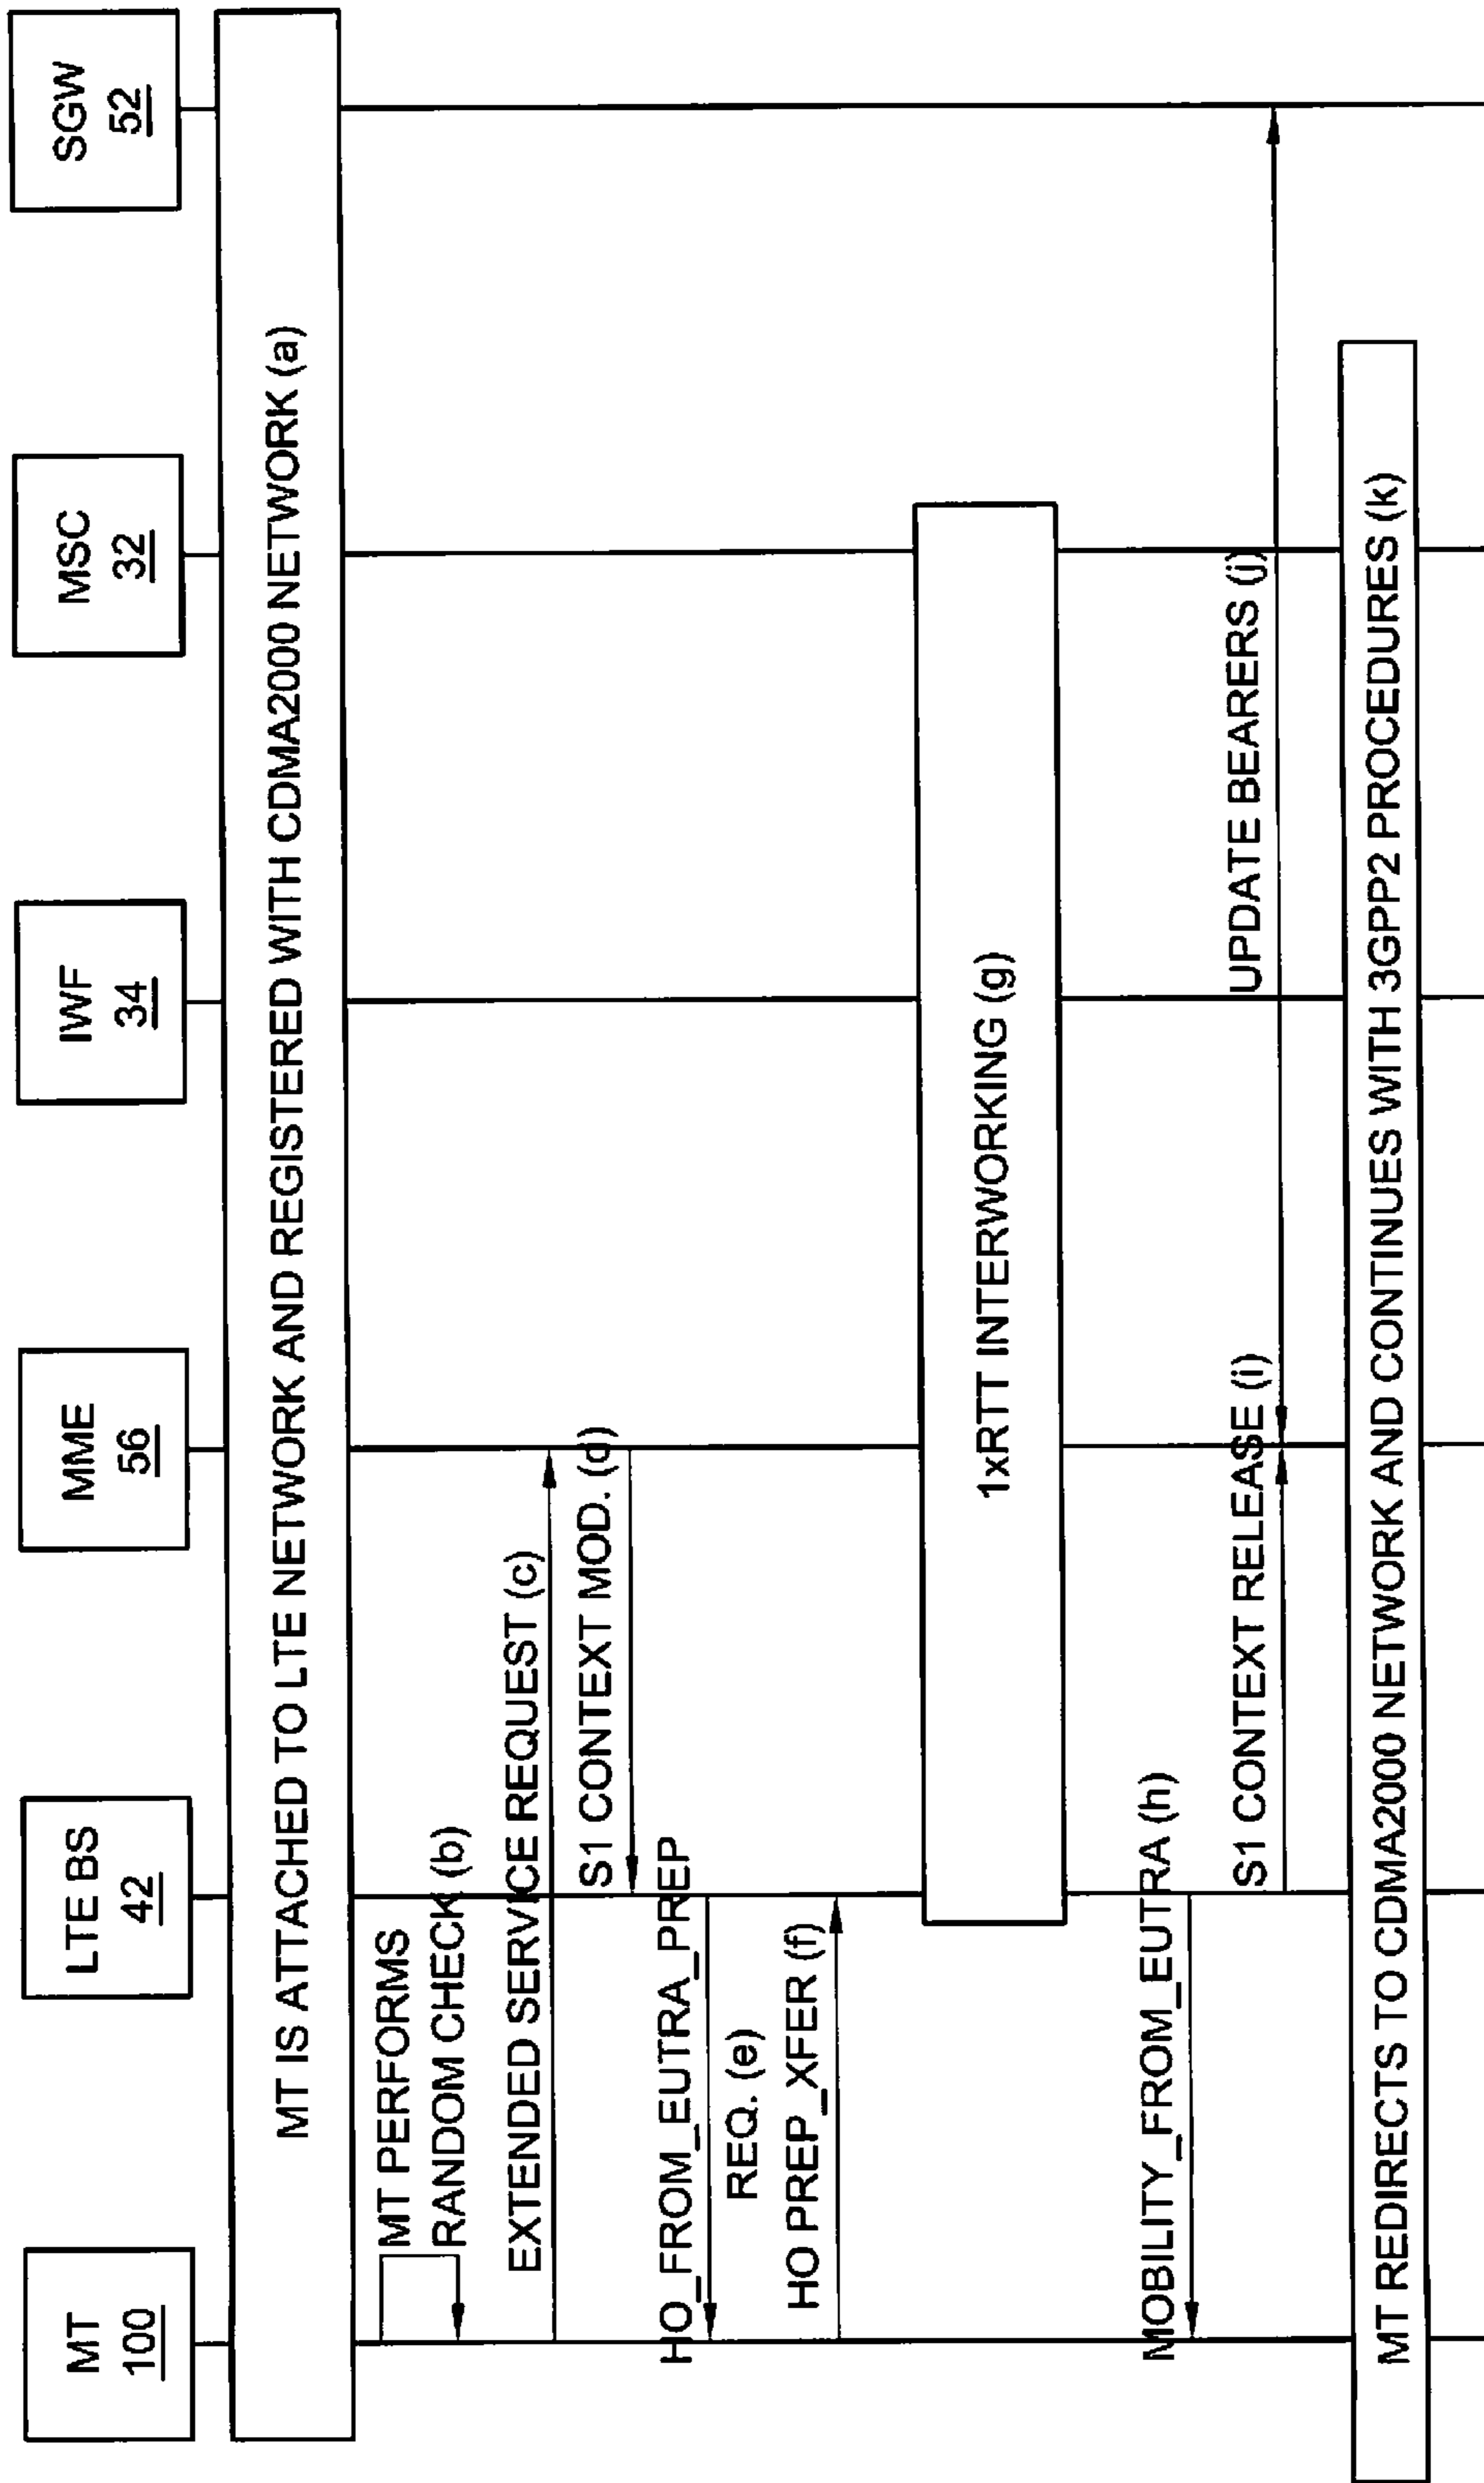 MT
100
LTE BS
42
MME
56
IWF
34
MSC
32
SGW
52
MT IS ATTACHED TO LTE NETWORK AND REGISTERED WITH CDMA2000 NETWORK (a)
MT PERFORMS
RANDOM CHECK (b)
EXTENDED SERVICE REQUEST (c)
S1 CONTEXT MOD. (d)
HO_FROM_EUTRA_PREP
REQ. (e)
HO PREP_XFER (f)
1xRTT INTERWORKING (g)
MOBILITY_FROM_EUTRA (h)
S1 CONTEXT RELEASE (i)
UPDATE BEARERS (j)
MT REDIRECTS TO CDMA2000 NETWORK AND CONTINUES WITH 3GPP2 PROCEDURES (k)